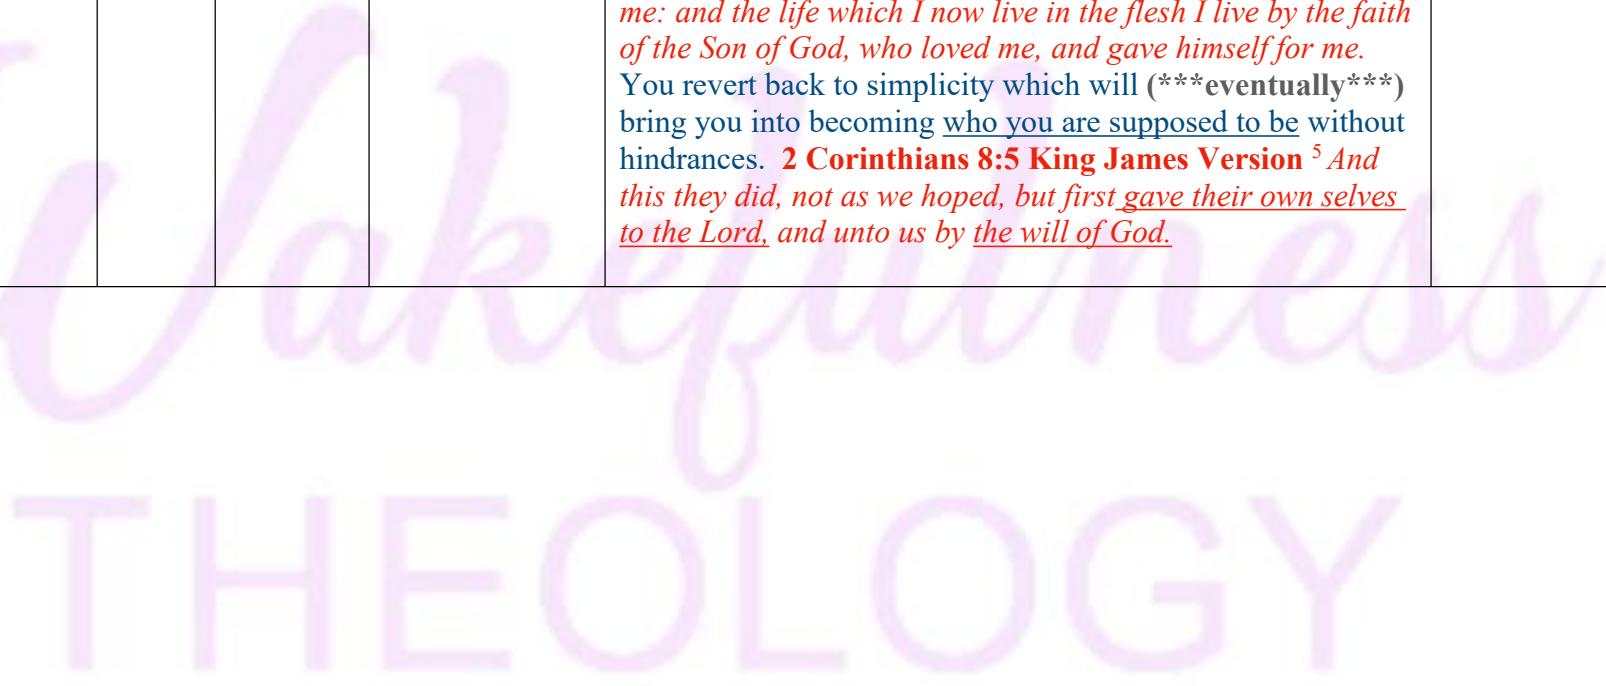 me: and the life which I now live in the flesh I live by the faith
of the Son of God, who loved me, and gave himself for me.
You revert back to simplicity which will (***eventually***)
bring you into becoming who you are supposed to be without
hindrances.  2 Corinthians 8:5 King James Version 5 And
this they did, not as we hoped, but first gave their own selves
to the Lord, and unto us by the will of God.
Wakefulness
THEOLOGY